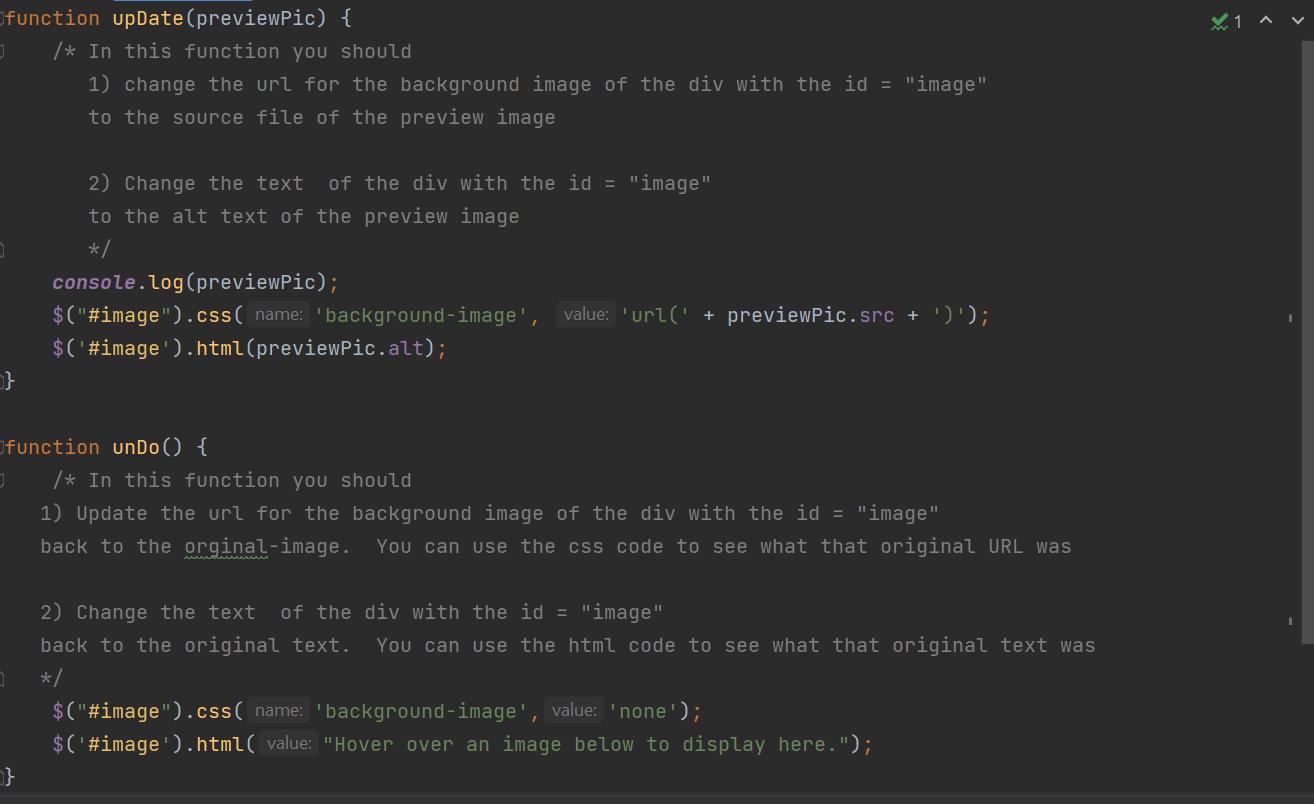 function upDate(previewPic) {
1
/* In this function you should
1) change the url for the background image of the div with the id = "image"
to the source file of the preview image
2) Change the text  of the div with the id = "image"
to the alt text of the preview image
*/
console.log(previewPic);
$("#image").css( name: 'background-image', value: 'url(' + previewPic.src + ')');
$('#image').html(previewPic.alt);
}
function unDo() {
/* In this function you should
1) Update the url for the background image of the div with the id = "image"
back to the orginal-image.  You can use the css code to see what that original URL was
2) Change the text  of the div with the id = "image"
back to the original text.  You can use the html code to see what that original text was
*/
$("#image").css( name: 'background-image', value: 'none');
$('#image').html( value: "Hover over an image below to display here.");
}